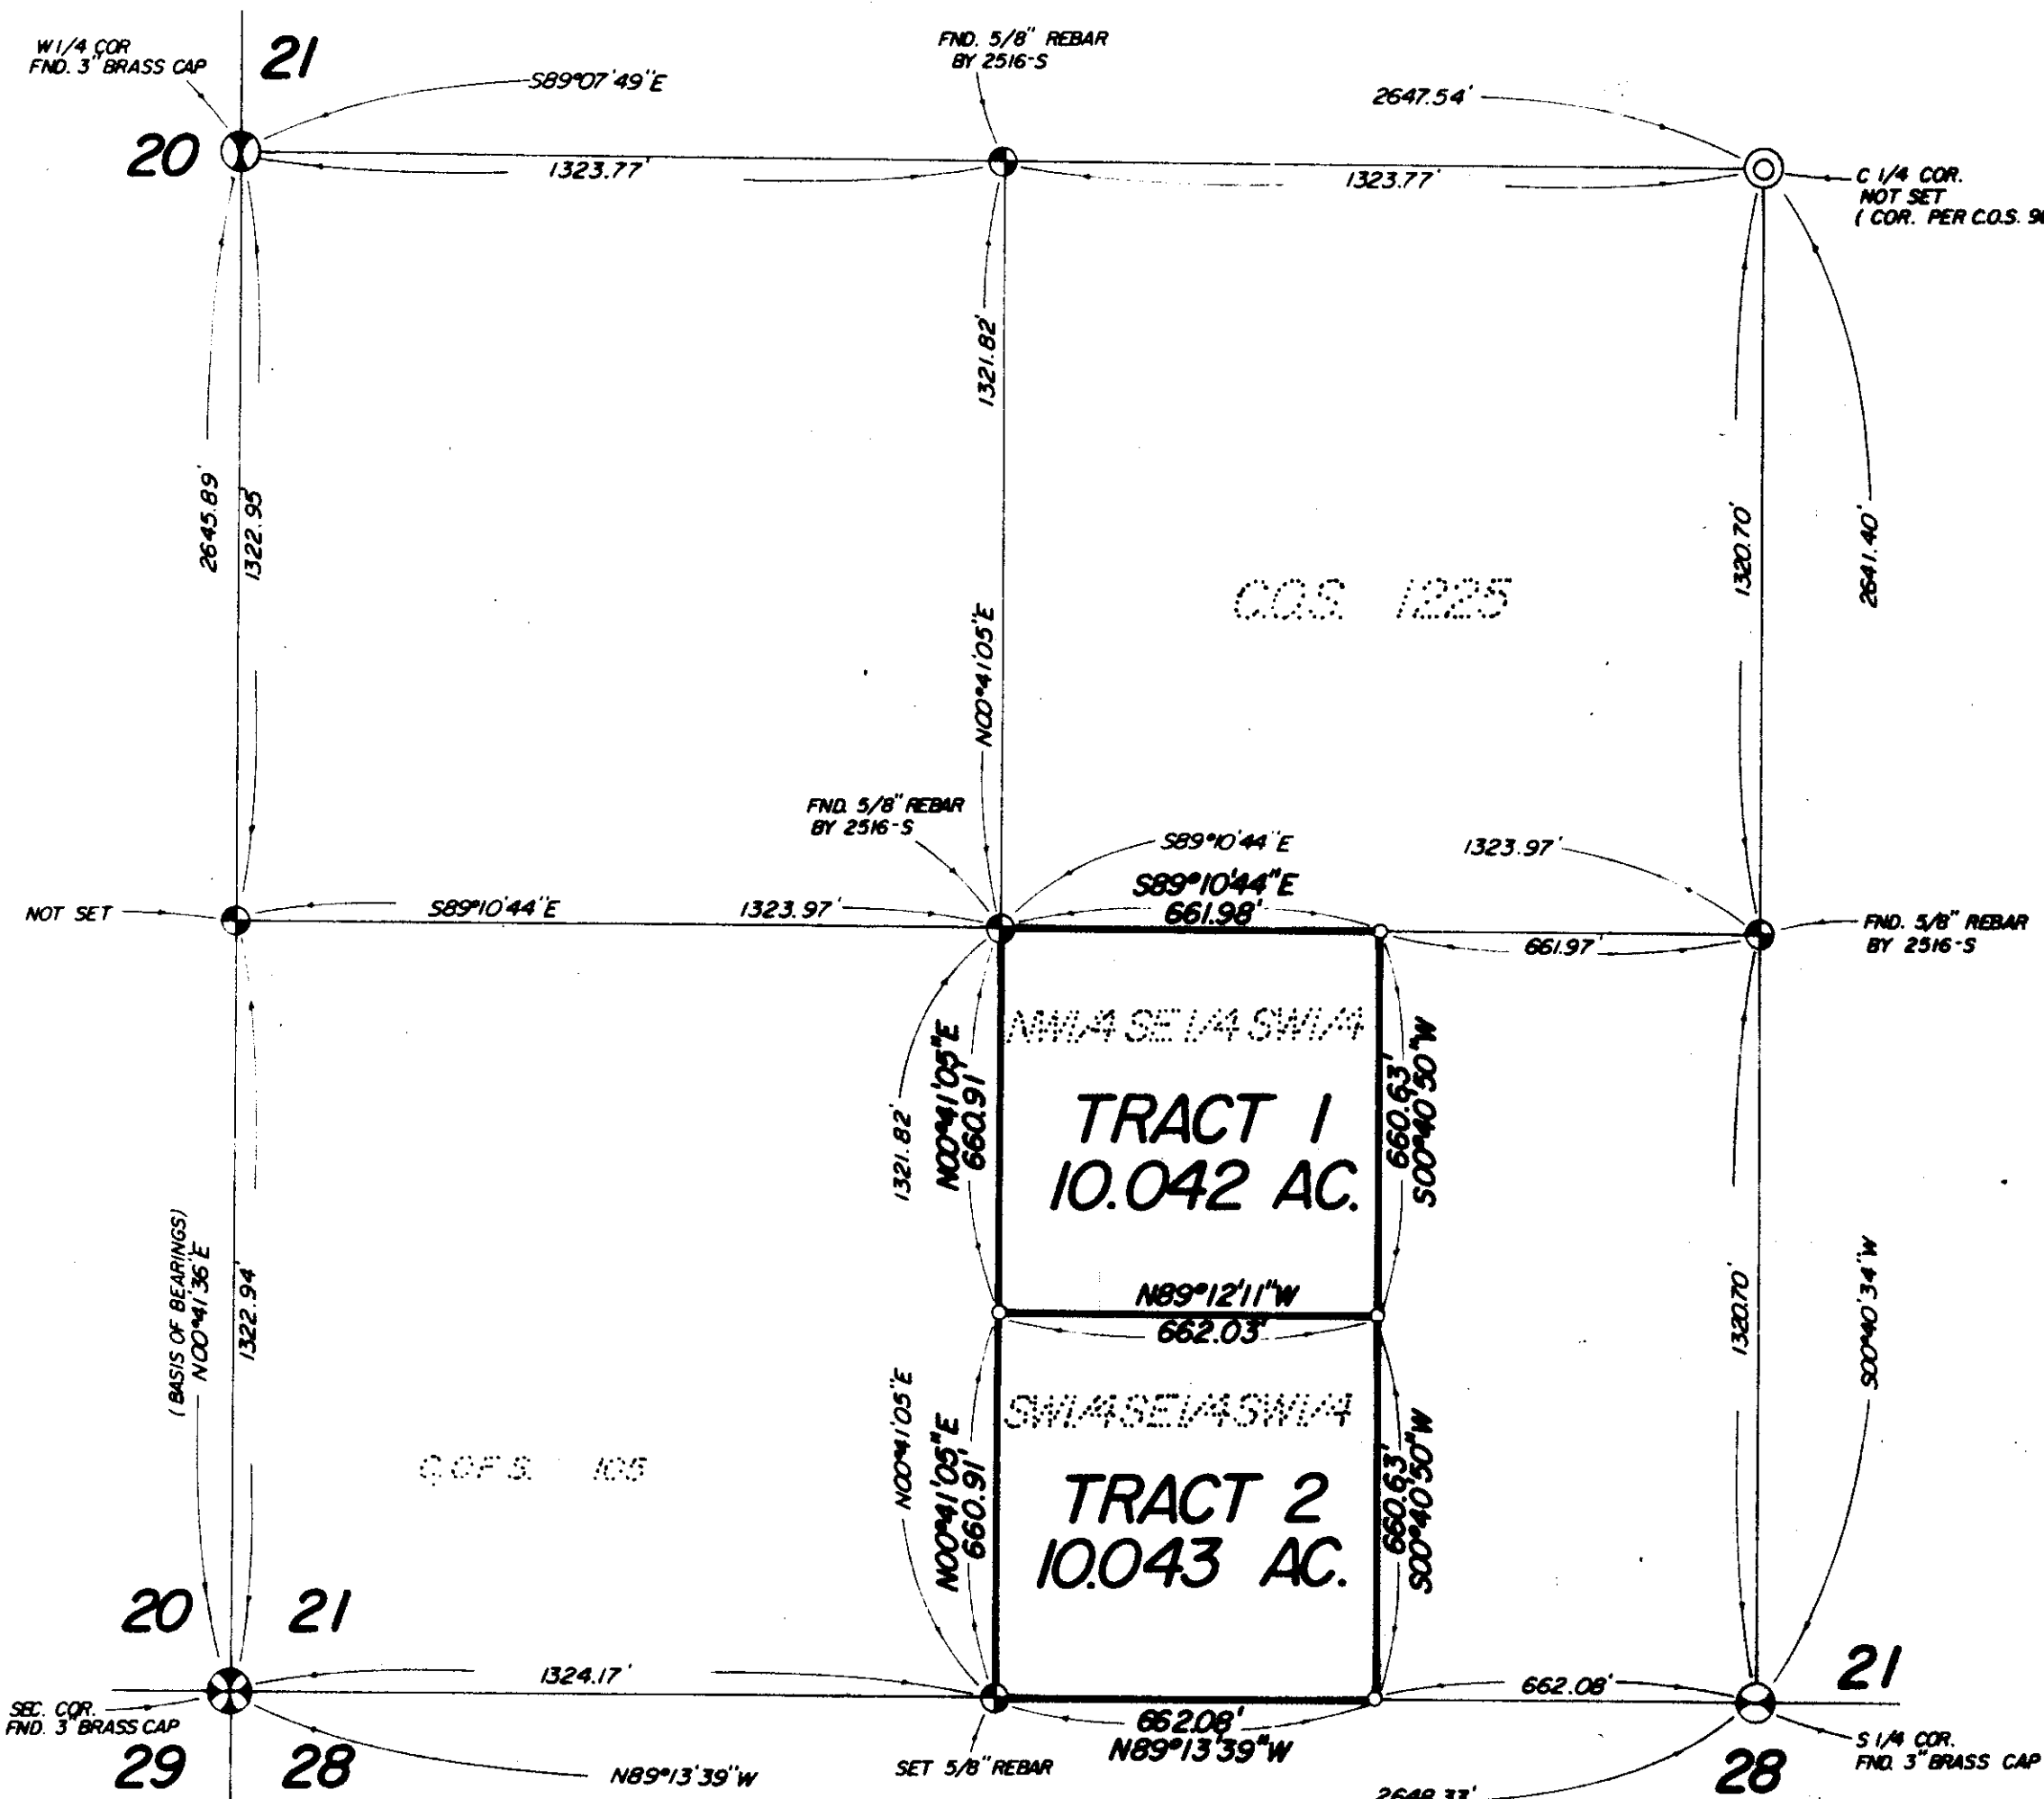 W 1/4 COR
FND. 3" BRASS CAP
21
20
S89°07'49"E
FND. 5/8" REBAR
BY 2516-S
2647.54'
1323.77'
1323.77'
C 1/4 COR.
NOT SET
( COR. PER C.O.S.
2645.89'
1322.95'
1321.82'
N00°41'05"E
1320.70'
2641.40'
C.O.S. 1225
FND. 5/8" REBAR
BY 2516-S
S89°10'44"E
1323.97'
S89°10'44"E
661.98'
NOT SET
S89°10'44"E
1323.97'
661.97'
FND. 5/8" REBAR
BY 2516-S
NW1/4 SE1/4 SW1/4
TRACT 1
10.042 AC.
1321.82'
N00°41'05"E
660.91'
660.63'
S00°40'50"W
N89°12'11"W
662.03'
(BASIS OF BEARINGS)
N00°41'36"E
1322.94'
1320.70'
S00°40'34"W
SW1/4 SE1/4 SW1/4
TRACT 2
10.043 AC.
N00°41'05"E
N00°41'05"E
660.91'
660.63'
S00°40'50"W
105
20
21
1324.17'
662.08'
21
SEC. COR.
FND. 3" BRASS CAP
662.08'
N89°13'39"W
S 1/4 COR.
FND. 3" BRASS CAP
29
28
N89°13'39"W
SET 5/8" REBAR
2648.33'
28